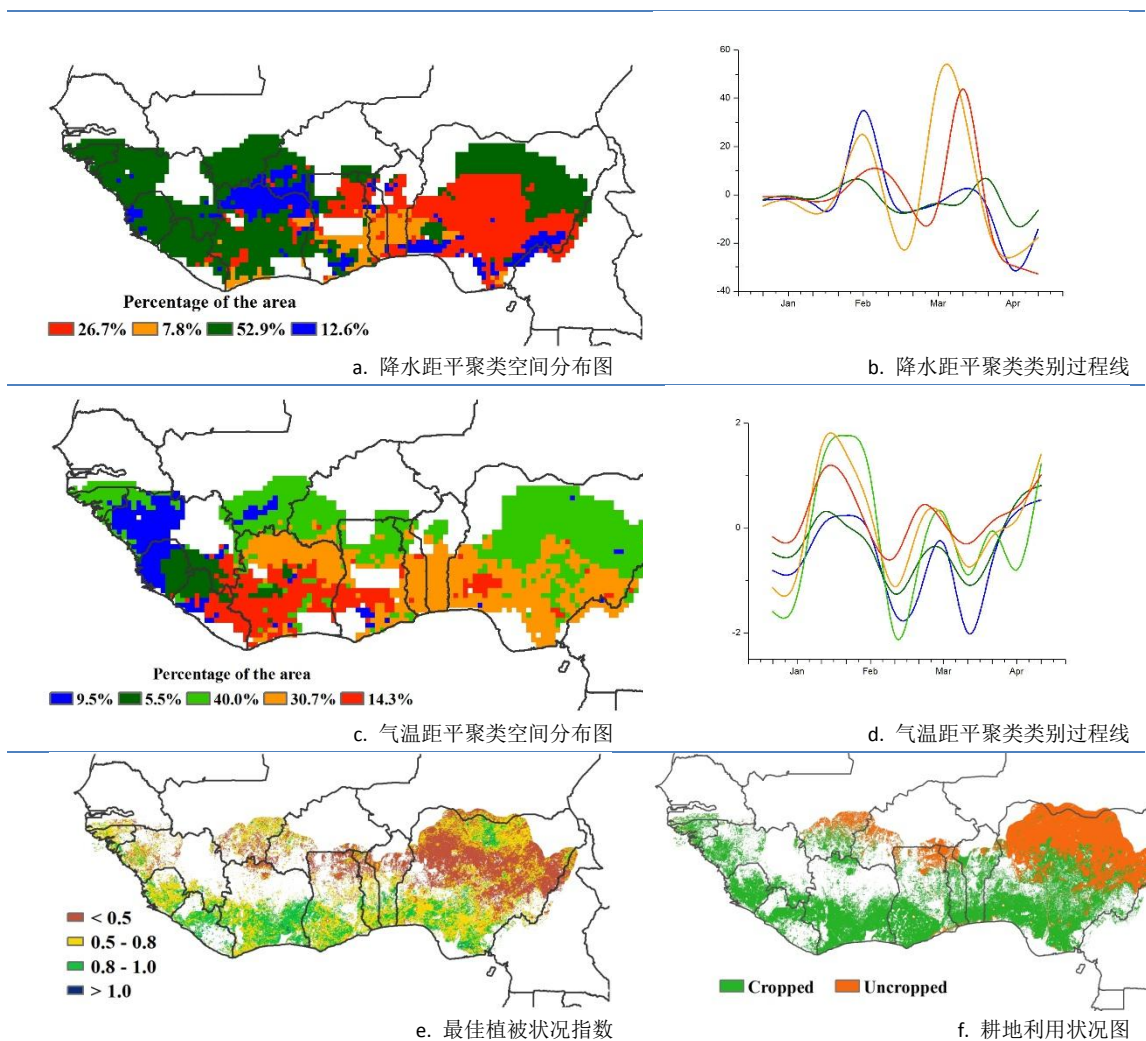 60
40
20
0
-20
-40
Jan Feb Mar Apr
Percentage of the area
26.7% 7.8% 52.9% 12.6%
a. 降水距平聚类空间分布图
b. 降水距平聚类类别过程线
2
1
0
-1
-2
Jan Feb Mar Apr
Percentage of the area
9.5% 5.5% 40.0% 30.7% 14.3%
c. 气温距平聚类空间分布图
d. 气温距平聚类类别过程线
< 0.5
0.5 - 0.8
0.8 - 1.0
> 1.0
Cropped Uncropped
e. 最佳植被状况指数
f. 耕地利用状况图